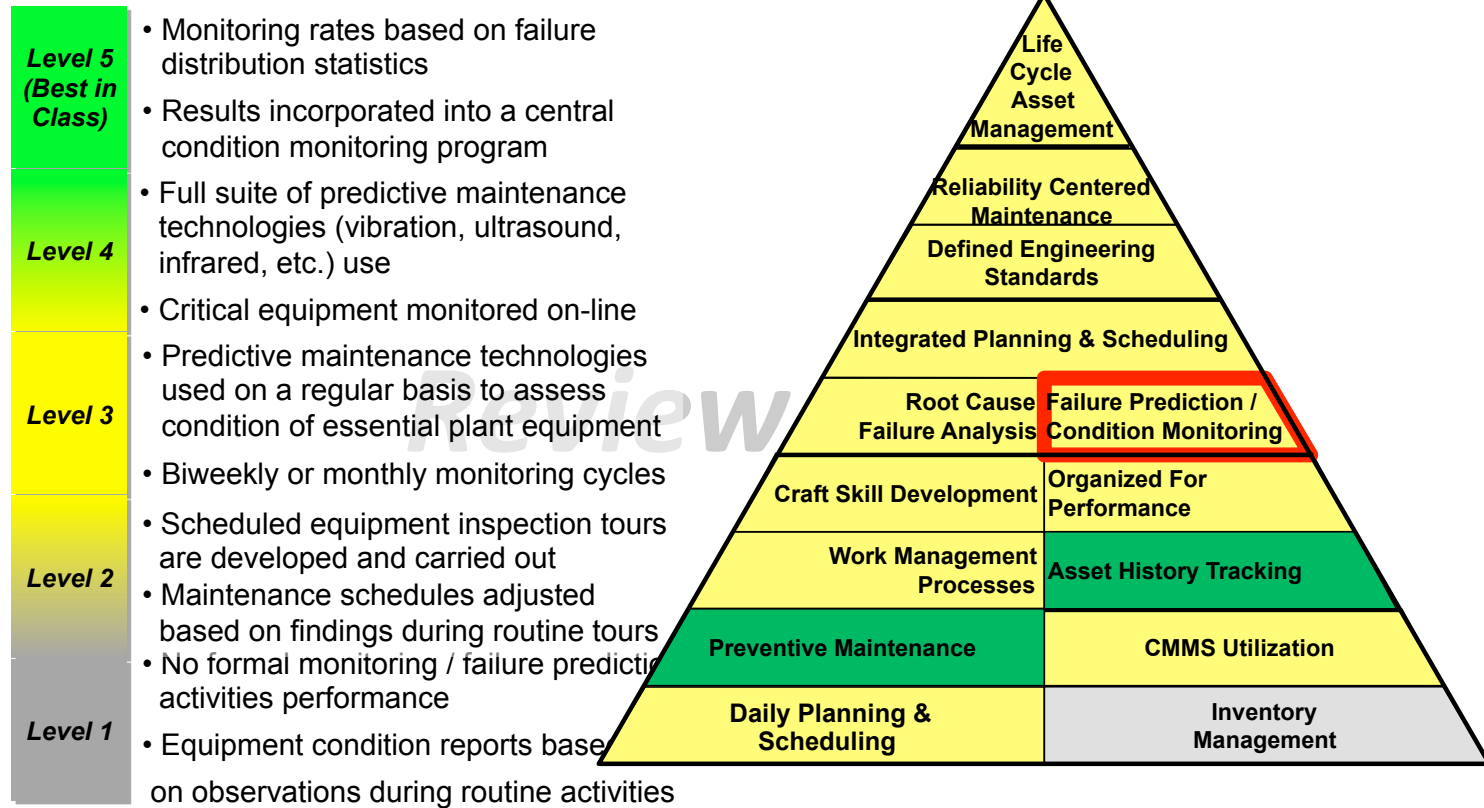 Level 5
(Best in
Class)
• Monitoring rates based on failure
distribution statistics
• Results incorporated into a central
condition monitoring program
Level 4
• Full suite of predictive maintenance
technologies (vibration, ultrasound,
infrared, etc.) use
• Critical equipment monitored on-line
Level 3
• Predictive maintenance technologies
used on a regular basis to assess
condition of essential plant equipment
• Biweekly or monthly monitoring cycles
Level 2
• Scheduled equipment inspection tours
are developed and carried out
• Maintenance schedules adjusted
based on findings during routine tours
Level 1
• No formal monitoring / failure predictio
activities performance
• Equipment condition reports base
on observations during routine activities
Review
Life
Cycle
Asset
Management
Reliability Centered
Maintenance
Defined Engineering
Standards
Integrated Planning & Scheduling
Root Cause
Failure Analysis
Failure Prediction /
Condition Monitoring
Craft Skill Development
Organized For
Performance
Work Management
Processes
Asset History Tracking
Preventive Maintenance
CMMS Utilization
Daily Planning &
Scheduling
Inventory
Management